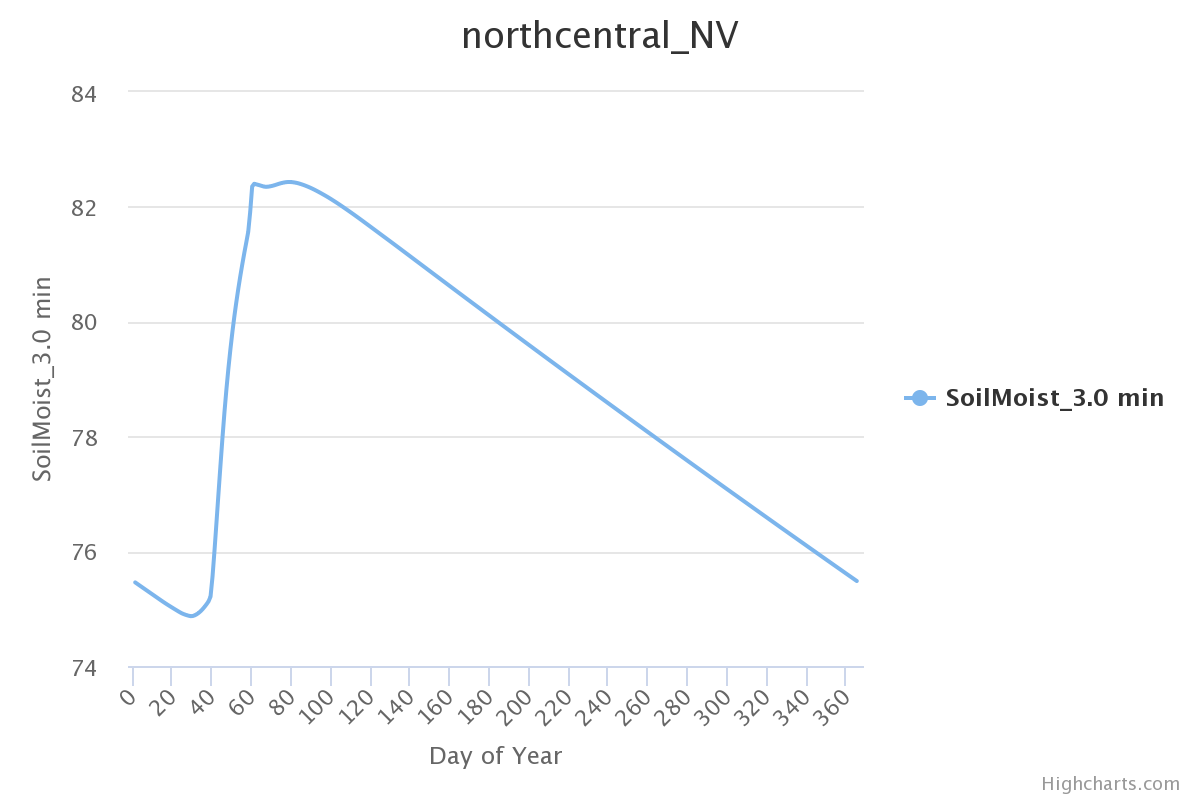 northcentral_NV
84
82
80
78
76
74
SoilMoist_3.0 min
0 20 40 60 80 100 120 140 160 180 200 220 240 260 280 300 320 340 360
Day of Year
SoilMoist_3.0 min
Highcharts.com